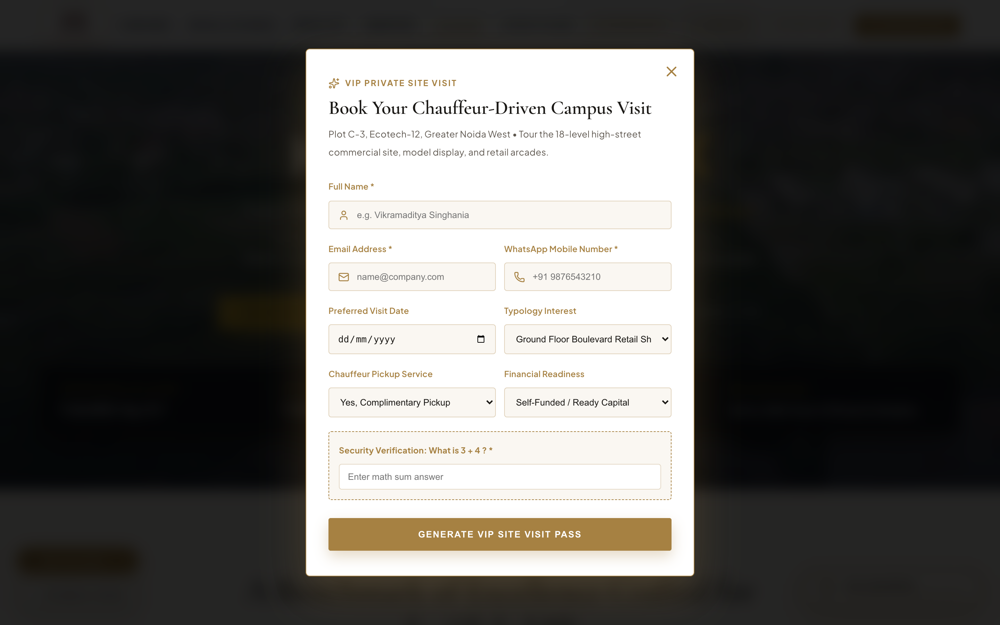 VIP PRIVATE SITE VISIT
Book Your Chauffeur-Driven Campus Visit
Plot C-3, Ecotech-12, Greater Noida West • Tour the 18-level high-street
commercial site, model display, and retail arcades.
Full Name *
e.g. Vikramaditya Singhania
Email Address *
WhatsApp Mobile Number *
name@company.com
+91 9876543210
Preferred Visit Date
Typology Interest
dd/mm/yyyy
Ground Floor Boulevard Retail Sh
Chauffeur Pickup Service
Financial Readiness
Yes, Complimentary Pickup
Self-Funded / Ready Capital
Security Verification: What is 3 + 4 ? *
Enter math sum answer
GENERATE VIP SITE VISIT PASS